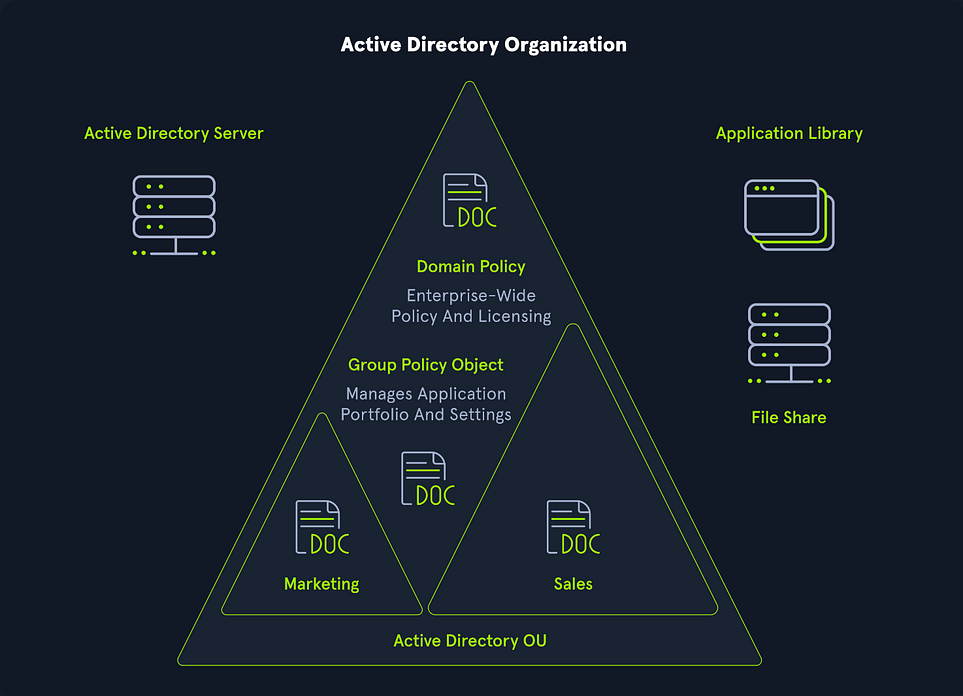 Active Directory Organization
Active Directory Server
Application Library
DOC
Domain Policy
Enterprise-Wide
Policy And Licensing
Group Policy Object
Manages Application
Portfolio And Settings
File Share
DOC
DOC
DOC
Marketing
Sales
Active Directory OU